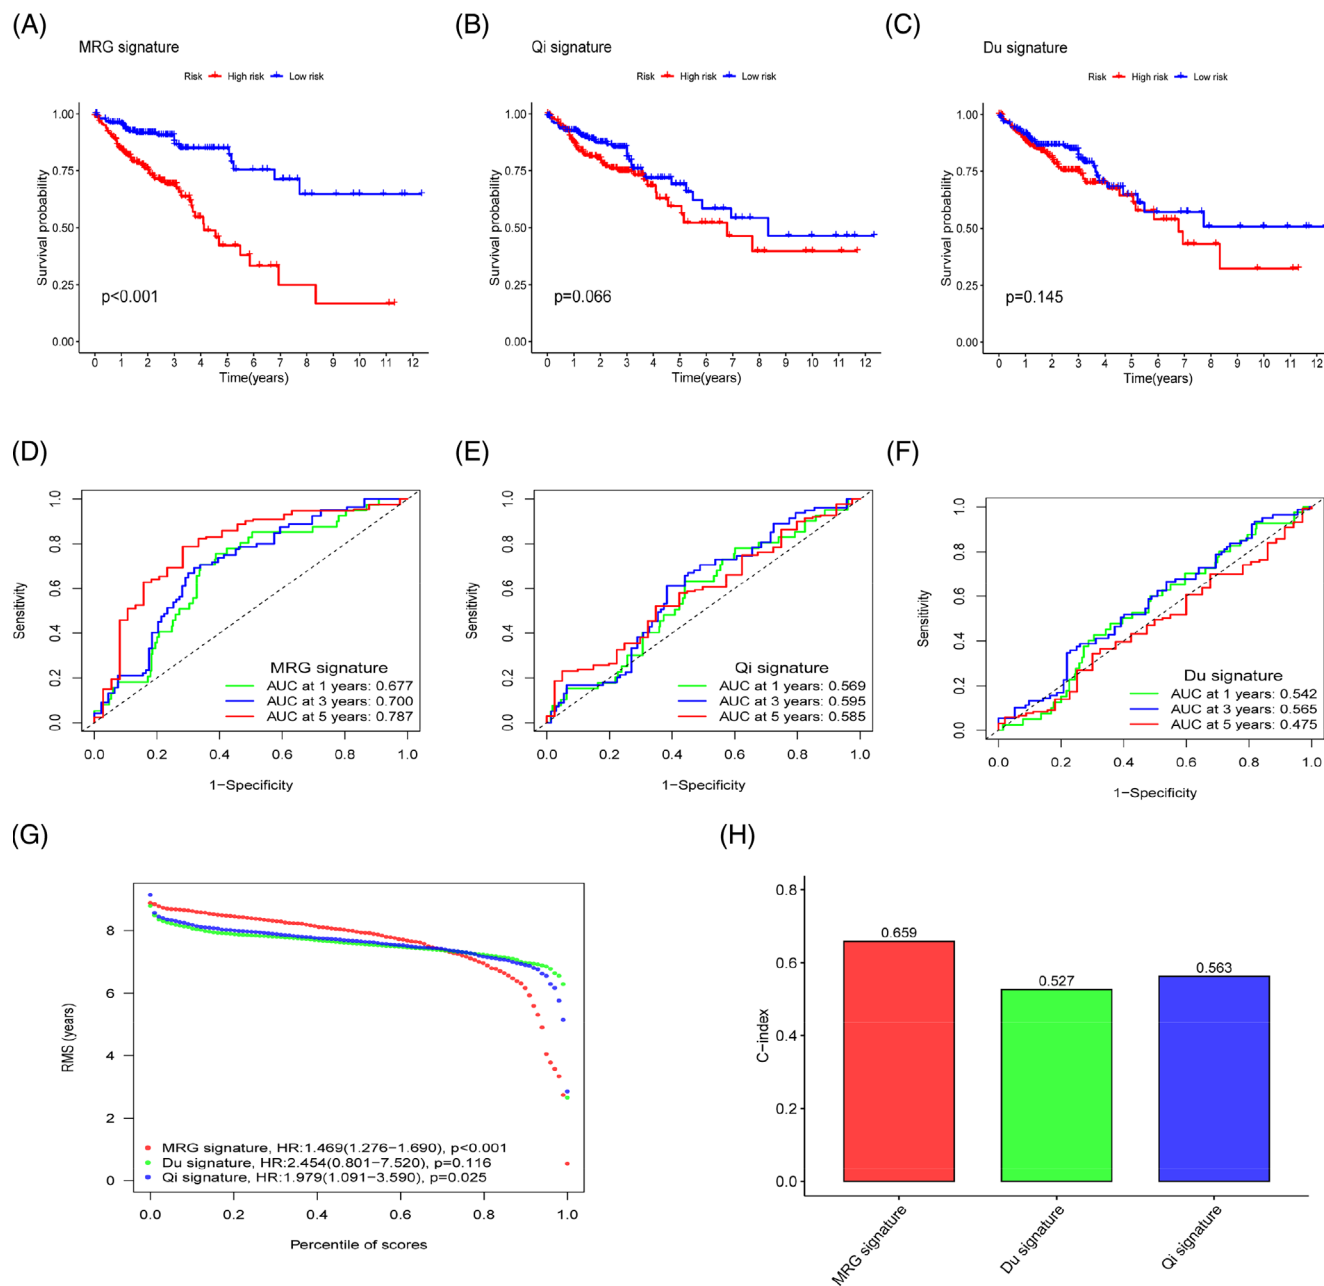 (A)
MRG signature
Risk High risk Low risk
1.00
0.75
0.50
0.25
0.00
Survival probability
p<0.001
0 1 2 3 4 5 6 7 8 9 10 11 12
Time(years)
(B)
Qi signature
Risk High risk Low risk
1.00
0.75
0.50
0.25
0.00
Survival probability
p=0.066
0 1 2 3 4 5 6 7 8 9 10 11 12
Time(years)
(C)
Du signature
Risk High risk Low risk
1.00
0.75
0.50
0.25
0.00
Survival probability
p=0.145
0 1 2 3 4 5 6 7 8 9 10 11 12
Time(years)
(D)
1.0
0.8
0.6
0.4
0.2
0.0
Sensitivity
MRG signature
AUC at 1 years: 0.677
AUC at 3 years: 0.700
AUC at 5 years: 0.787
0.0 0.2 0.4 0.6 0.8 1.0
1−Specificity
(E)
1.0
0.8
0.6
0.4
0.2
0.0
Sensitivity
Qi signature
AUC at 1 years: 0.569
AUC at 3 years: 0.595
AUC at 5 years: 0.585
0.0 0.2 0.4 0.6 0.8 1.0
1−Specificity
(F)
1.0
0.8
0.6
0.4
0.2
0.0
Sensitivity
Du signature
AUC at 1 years: 0.542
AUC at 3 years: 0.565
AUC at 5 years: 0.475
0.0 0.2 0.4 0.6 0.8 1.0
1−Specificity
(G)
8
6
4
2
0
RMS (years)
MRG signature, HR:1.469(1.276−1.690), p<0.001
Du signature, HR:2.454(0.801−7.520), p=0.116
Qi signature, HR:1.979(1.091−3.590), p=0.025
0.0 0.2 0.4 0.6 0.8 1.0
Percentile of scores
(H)
0.8
0.6
0.4
0.2
0.0
C−index
0.659
0.527
0.563
MRG signature
Du signature
Qi signature